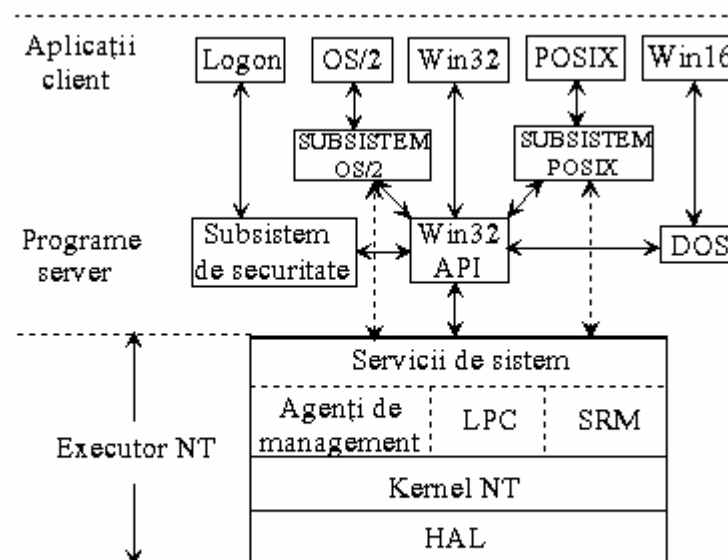 Aplicaţii
client
Logon
OS/2
Win32
POSIX
Win16
SUBSISTEM
OS/2
SUBSISTEM
POSIX
Programe
server
Subsistem
de securitate
Win32
API
DOS
Servicii de sistem
Agenţi de
management
LPC
SRM
Executor NT
Kernel NT
HAL